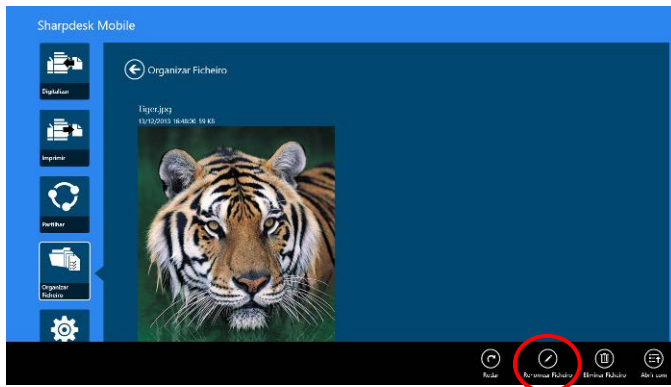 Sharpdesk Mobile
Organizar Ficheiro
Digitalizar
Tiger.jpg
13/12/2013 16:48:36 59 KB
Imprimir
Partilhar
Organizar
Ficheiro
Rodar
Renomear Ficheiro
Eliminar Ficheiro
Abrir com